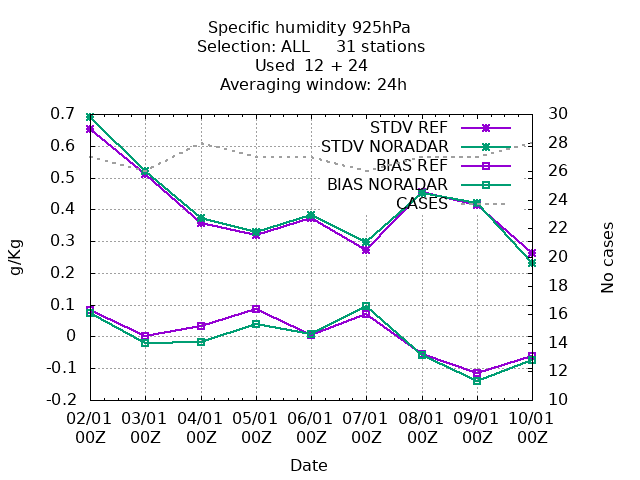 Specific humidity 925hPa
Selection: ALL     31 stations
Used  12 + 24
Averaging window: 24h
0.7
0.6
0.5
0.4
0.3
0.2
0.1
0
-0.1
-0.2
g/Kg
STDV REF
STDV NORADAR
BIAS REF
BIAS NORADAR
CASES
30
28
26
24
22
20
18
16
14
12
10
No cases
02/01 03/01 04/01 05/01 06/01 07/01 08/01 09/01 10/01
00Z 00Z 00Z 00Z 00Z 00Z 00Z 00Z 00Z
Date